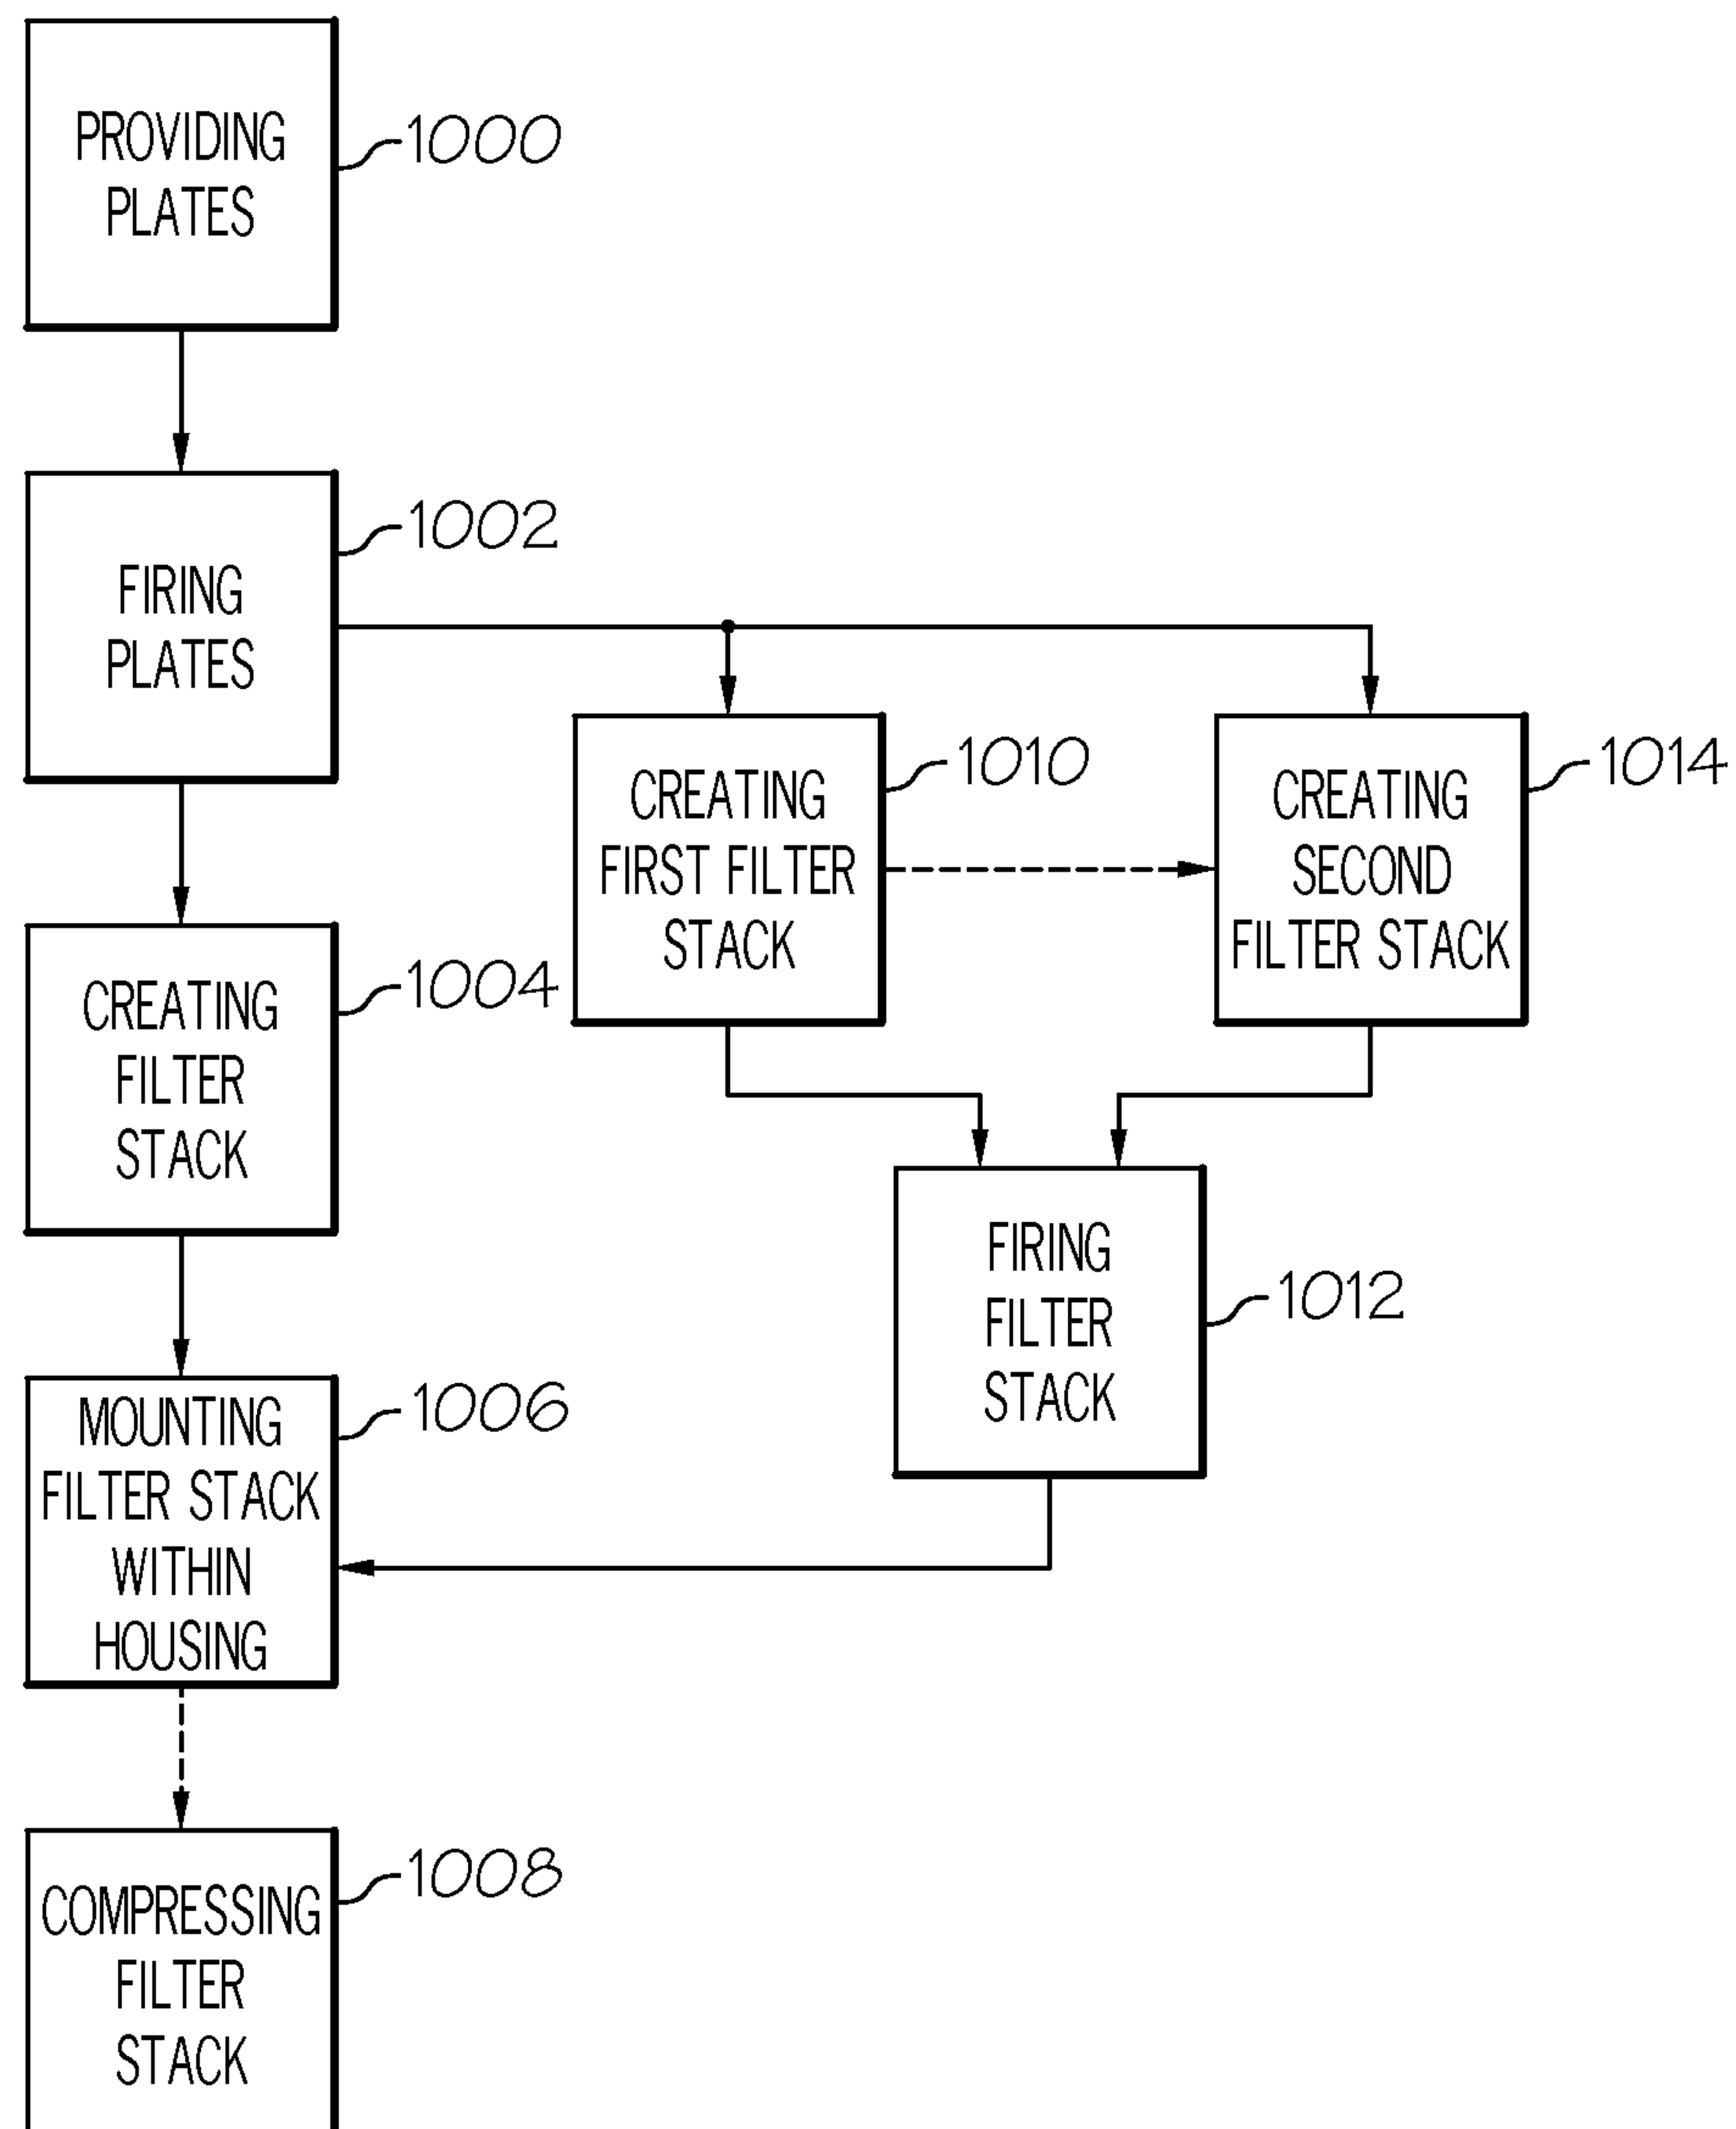 PROVIDING
PLATES
1000
FIRING
PLATES
1002
CREATING
FIRST FILTER
STACK
1010
CREATING
SECOND
FILTER STACK
1014
CREATING
FILTER
STACK
1004
FIRING
FILTER
STACK
1012
MOUNTING
FILTER STACK
WITHIN
HOUSING
1006
COMPRESSING
FILTER
STACK
1008